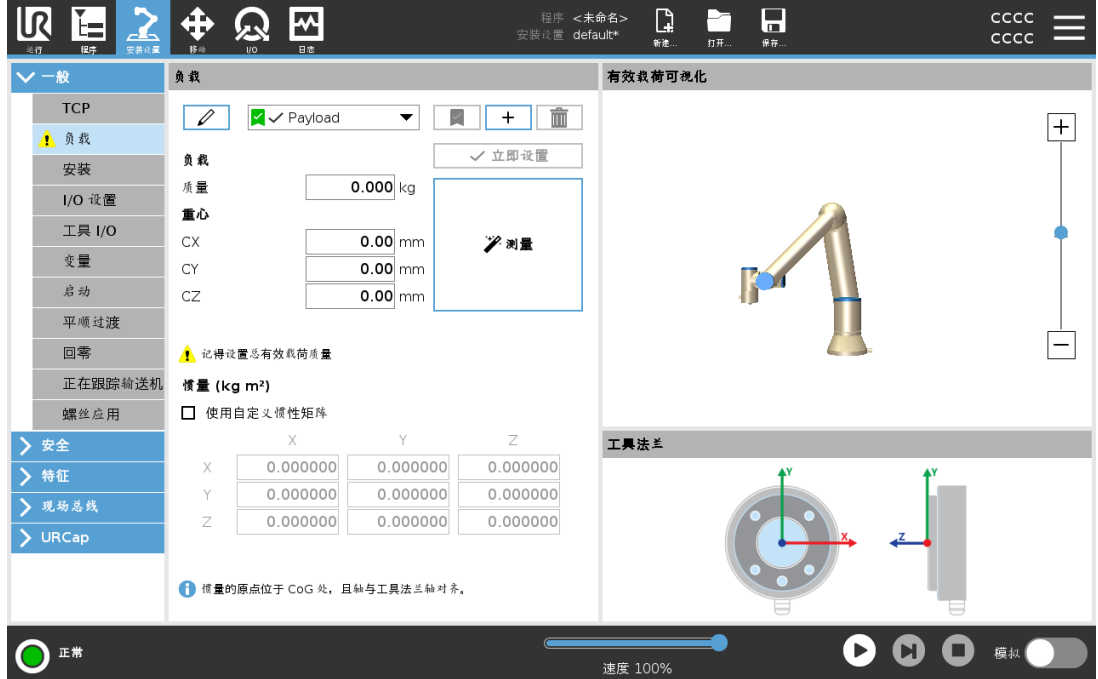 运行 程序 安装设置 移动 I/O 日志
程序 <未命名>
安装设置 default*
新建... 打开... 保存...
CCCC
CCCC
一般
TCP
负载
安装
I/O 设置
工具 I/O
变量
启动
平顺过渡
回零
正在跟踪输送机
螺丝应用
安全
特征
现场总线
URCap
负载
Payload
负载
立即设置
质量 0.000 kg
重心
CX 0.00 mm
CY 0.00 mm
CZ 0.00 mm
测量
记得设置总有效载荷质量
惯量 (kg m²)
使用自定义惯性矩阵
X Y Z
X 0.000000 0.000000 0.000000
Y 0.000000 0.000000 0.000000
Z 0.000000 0.000000 0.000000
惯量的原点位于 CoG 处，且轴与工具法兰轴对齐。
有效载荷可视化
工具法兰
Y Y
X Z
正常
速度 100%
模拟